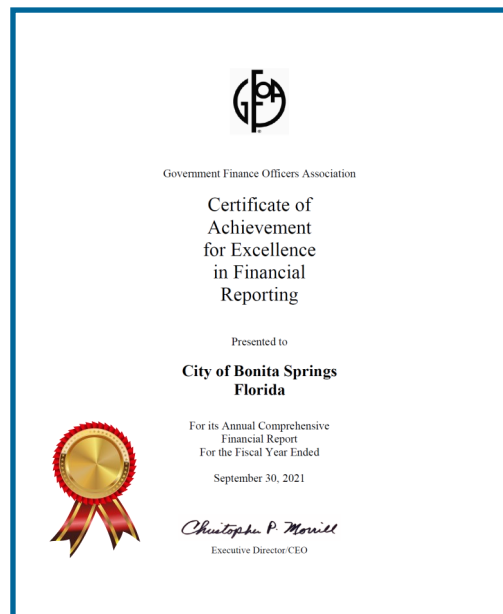 GFOA
Government Finance Officers Association
Certificate of
Achievement
for Excellence
in Financial
Reporting
Presented to
City of Bonita Springs
Florida
For its Annual Comprehensive
Financial Report
For the Fiscal Year Ended
September 30, 2021
Christopher P. Morrill
Executive Director/CEO